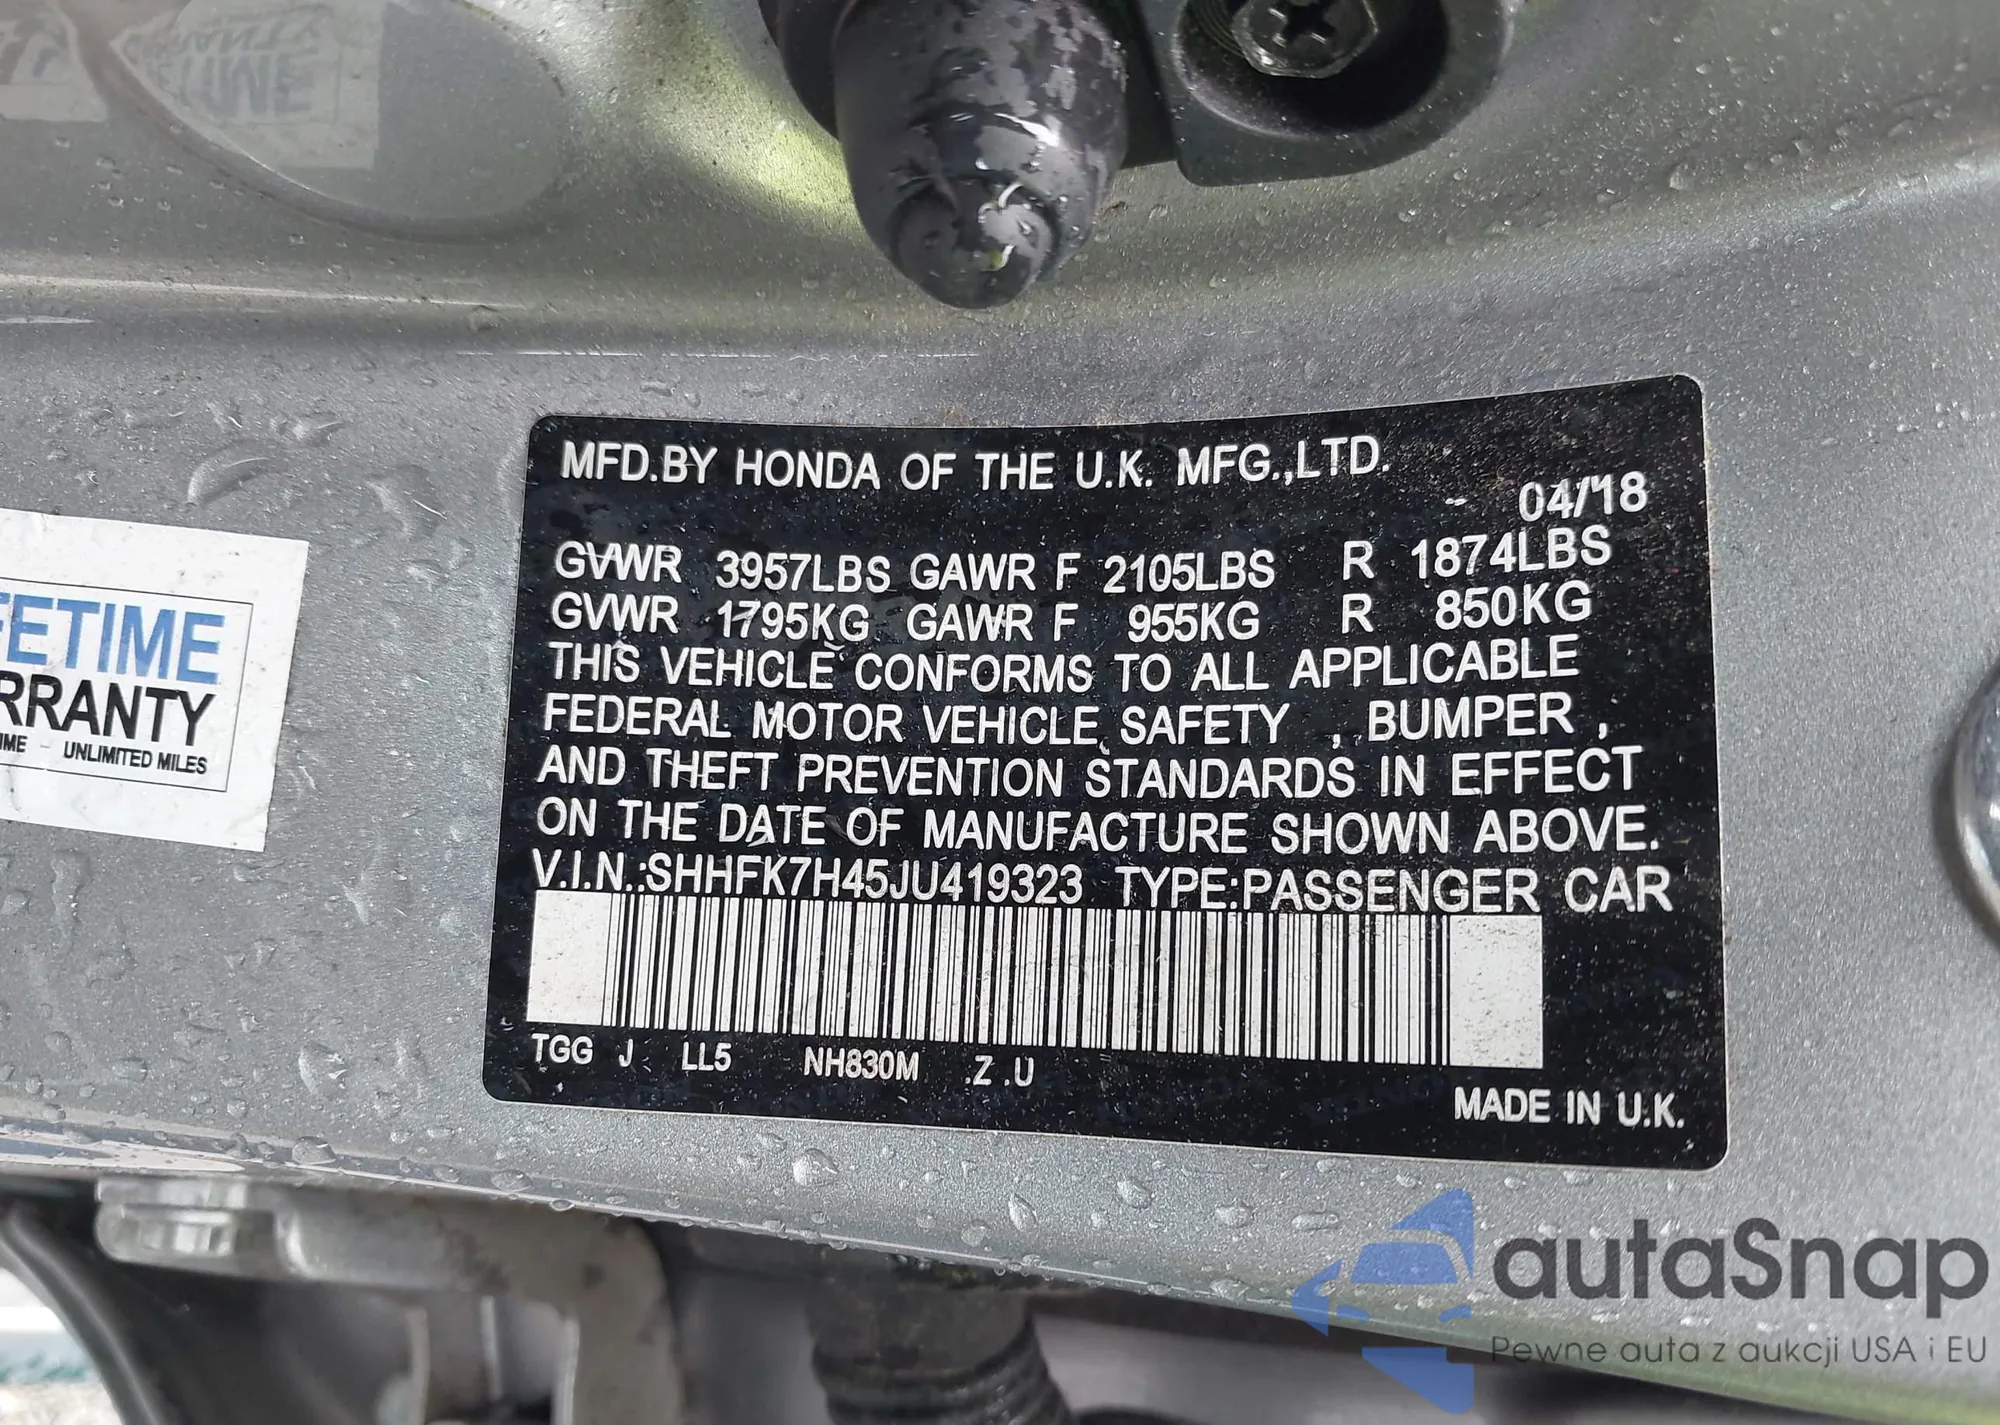 MFD.BY HONDA OF THE U.K. MFG.,LTD.
04/18
GVWR 3957LBS GAWR F 2105LBS R 1874LBS
GVWR 1795KG GAWR F 955KG R 850KG
THIS VEHICLE CONFORMS TO ALL APPLICABLE
FEDERAL MOTOR VEHICLE SAFETY , BUMPER ,
AND THEFT PREVENTION STANDARDS IN EFFECT
ON THE DATE OF MANUFACTURE SHOWN ABOVE.
V.I.N.:SHHFK7H45JU419323 TYPE:PASSENGER CAR
TGG J LL5 NH830M .Z .U
MADE IN U.K.
ETIME
RRANTY
IME - UNLIMITED MILES
autaSnap
Pewne auta z aukcji USA i EU